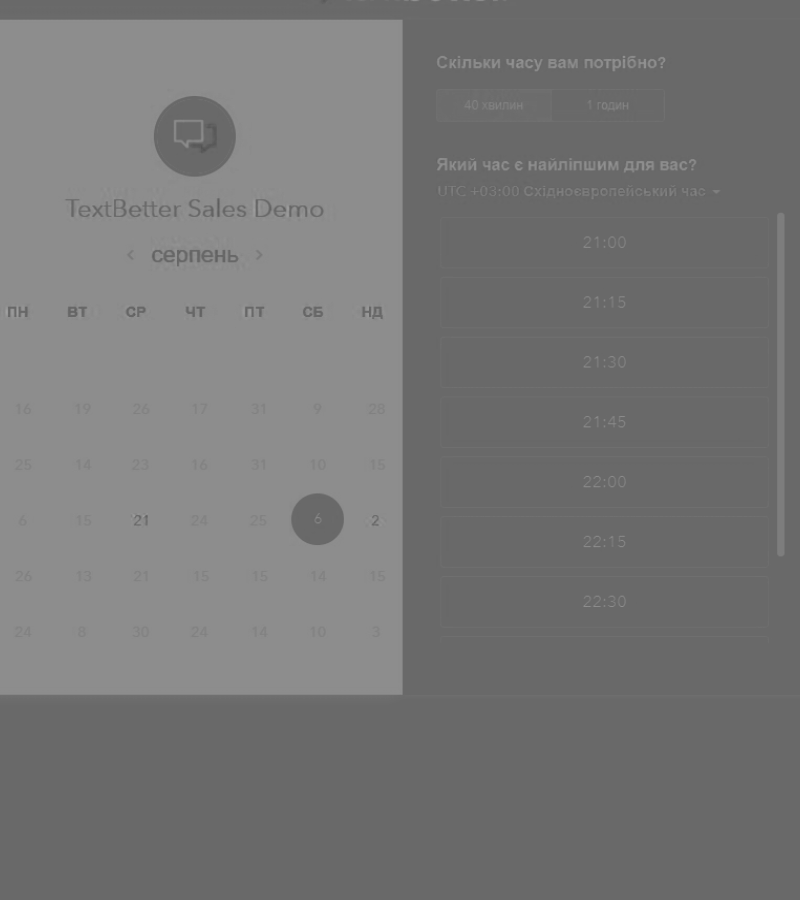 TextBetter Sales Demo
серпень
ПН ВТ СР ЧТ ПТ СБ НД
16 19 26 17 31 9 28
25 14 23 16 31 10 15
6 15 21 24 25 6 2
26 13 21 15 15 14 15
24 8 30 24 14 10 3
Скільки часу вам потрібно?
40 хвилин 1 годин
Який час є найліпшим для вас?
UTC +03:00 Східноєвропейський час
21:00
21:15
21:30
21:45
22:00
22:15
22:30